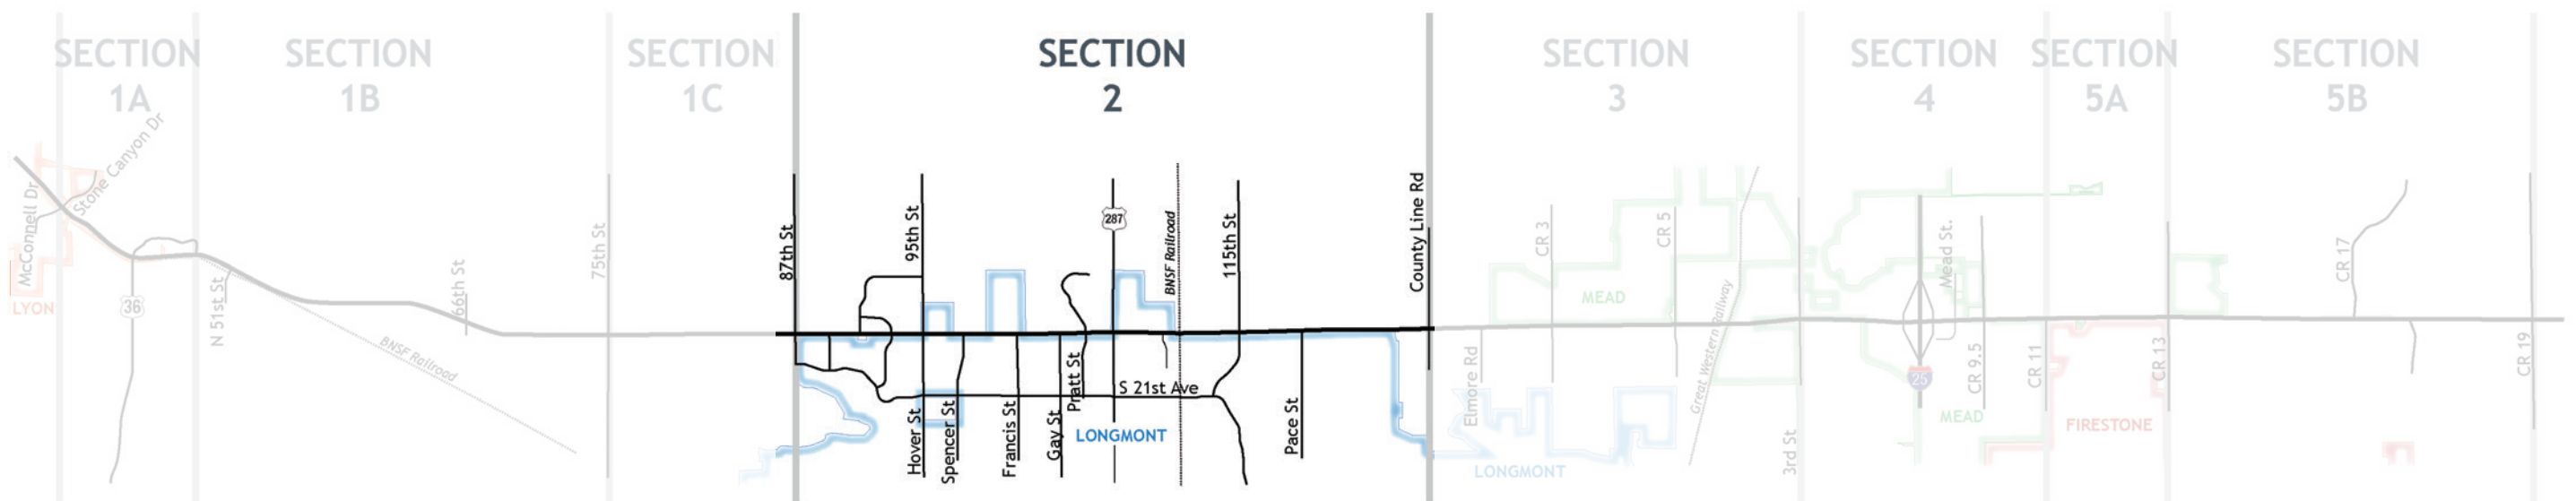 SECTION
1A
SECTION
1B
SECTION
1C
SECTION
2
SECTION
3
SECTION
4
SECTION
5A
SECTION
5B
McConnell Dr
Stone Canyon Dr
LYON
36
N 51st St
BNSF Railroad
66th St
75th St
87th St
95th St
Hover St
Spencer St
Francis St
Gay St
Pratt St
287
S 21st Ave
LONGMONT
BNSF Railroad
115th St
Pace St
County Line Rd
Elmore Rd
LONGMONT
CR 3
MEAD
CR 5
Great Western Railway
3rd St
25
Mead St.
MEAD
CR 9.5
CR 11
FIRESTONE
CR 13
CR 17
CR 19